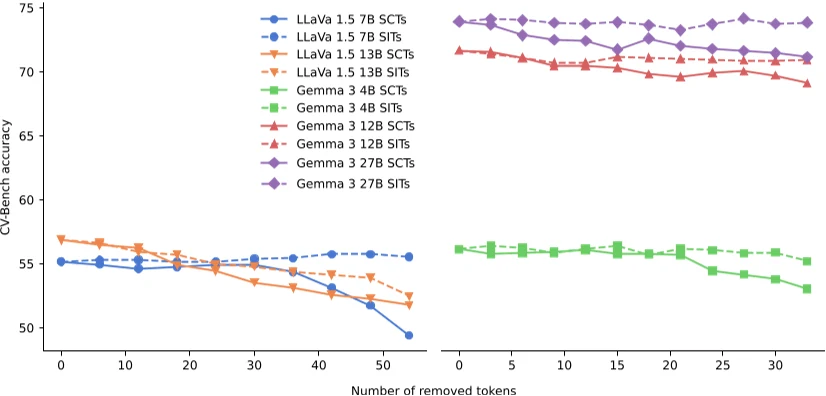 75
70
65
60
55
50
CV-Bench accuracy
LLaVa 1.5 7B SCTs
LLaVa 1.5 7B SITs
LLaVa 1.5 13B SCTs
LLaVa 1.5 13B SITs
Gemma 3 4B SCTs
Gemma 3 4B SITs
Gemma 3 12B SCTs
Gemma 3 12B SITs
Gemma 3 27B SCTs
Gemma 3 27B SITs
0 10 20 30 40 50
0 5 10 15 20 25 30
Number of removed tokens